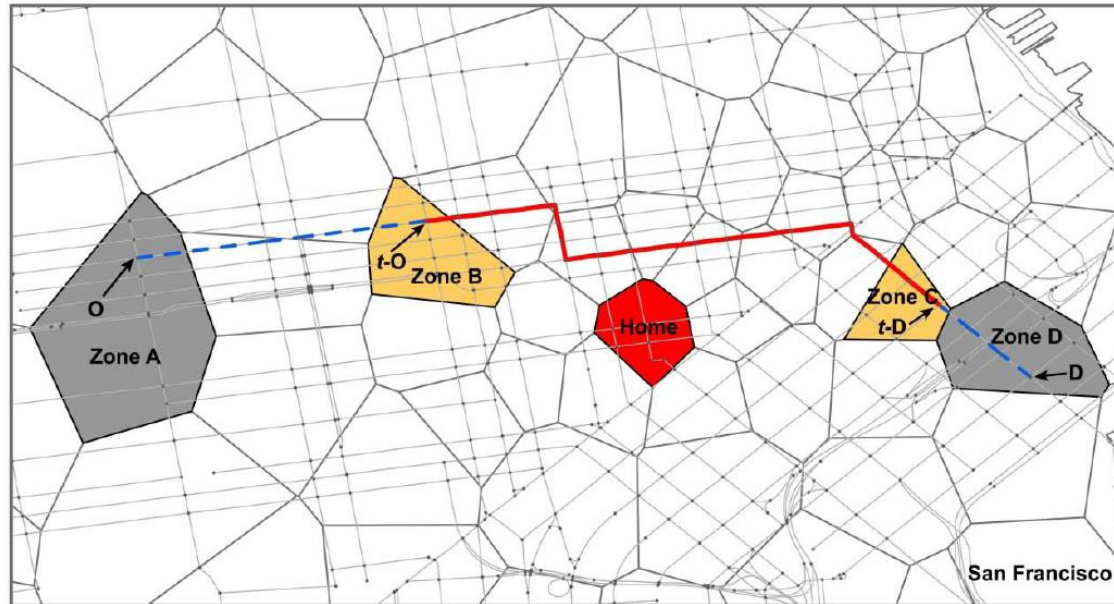 t-O
Zone B
O
Zone A
Home
Zone C
t-D
Zone D
D
San Francisco